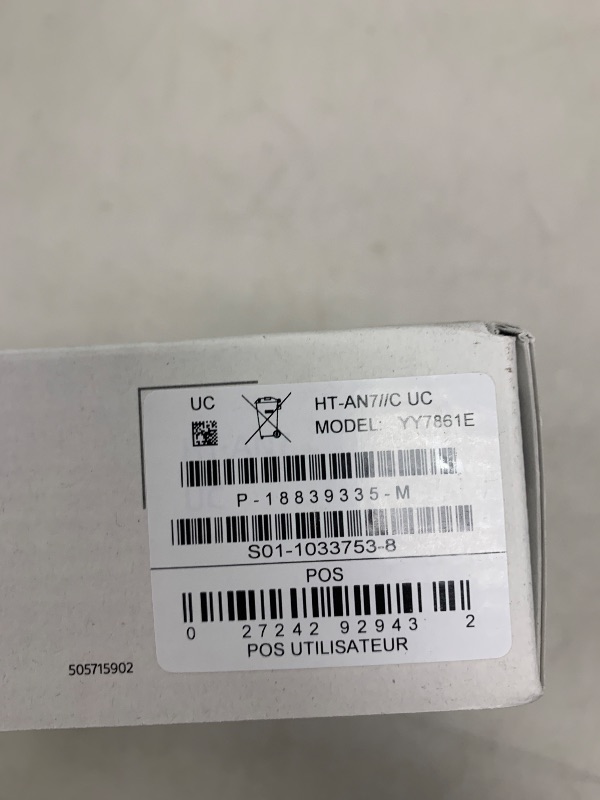 UC
HT-AN7//C UC
MODEL: YY7861E
P-18839335-M
S01-1033753-8
POS
0 27242 92943 2
POS UTILISATEUR
505715902